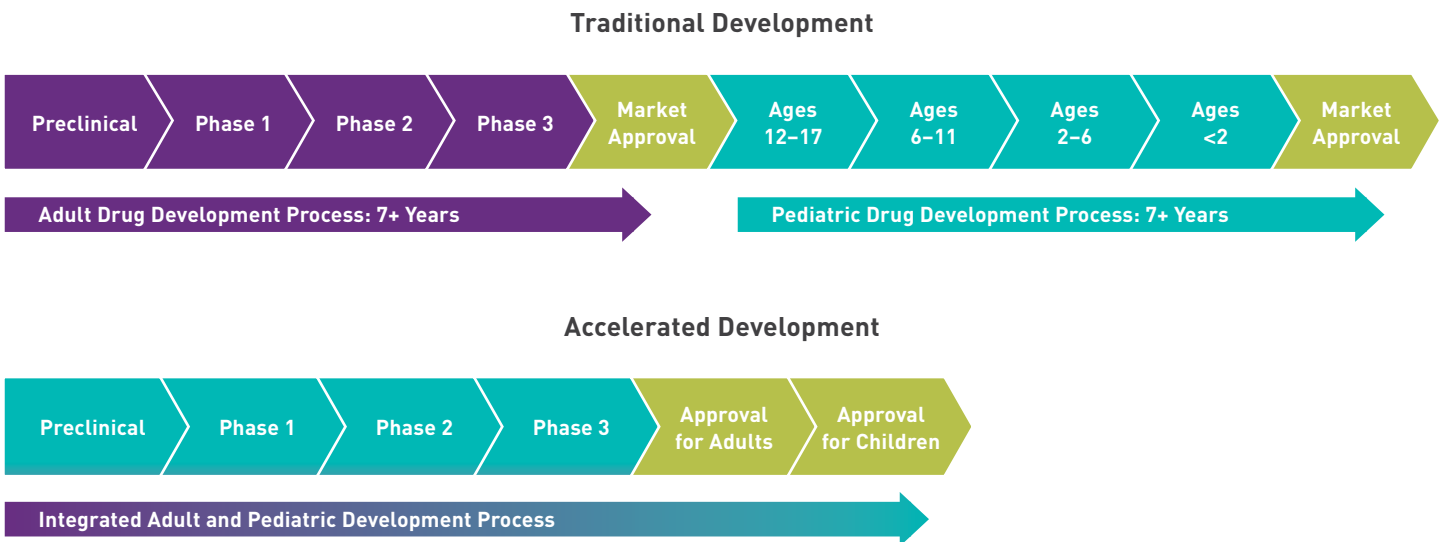 Traditional Development
Preclinical
Phase 1
Phase 2
Phase 3
Market
Approval
Ages
12–17
Ages
6–11
Ages
2–6
Ages
<2
Market
Approval
Adult Drug Development Process: 7+ Years
Pediatric Drug Development Process: 7+ Years
Accelerated Development
Preclinical
Phase 1
Phase 2
Phase 3
Approval
for Adults
Approval
for Children
Integrated Adult and Pediatric Development Process